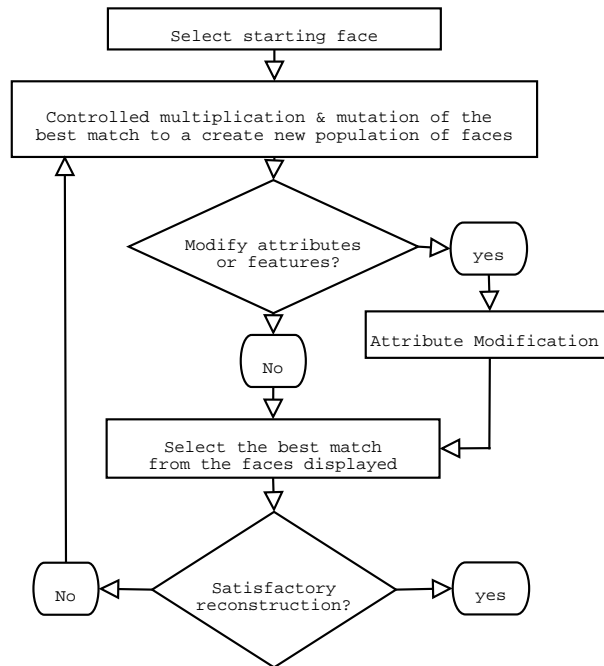 Select starting face
Controlled multiplication & mutation of the
best match to a create new population of faces
Modify attributes
or features?
yes
Attribute Modification
No
Select the best match
from the faces displayed
Satisfactory
reconstruction?
No
yes